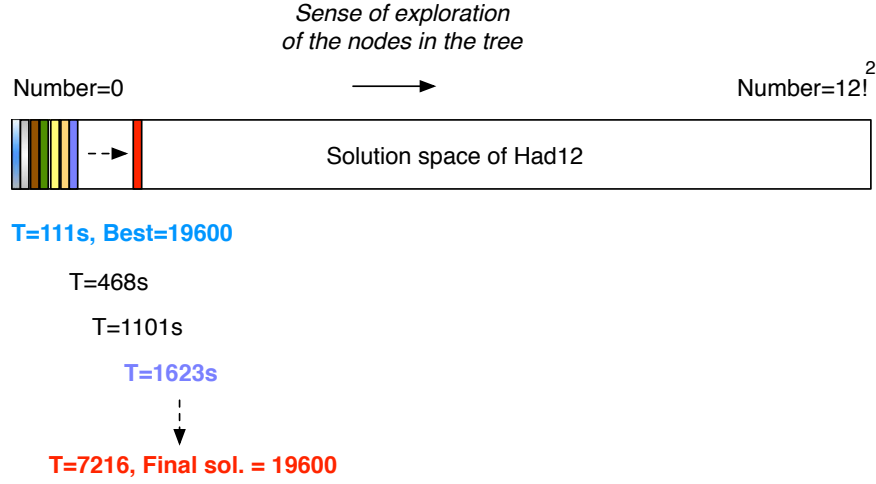 Sense of exploration
of the nodes in the tree
Number=0
Number=12!²
Solution space of Had12
T=111s, Best=19600
T=468s
T=1101s
T=1623s
T=7216, Final sol. = 19600